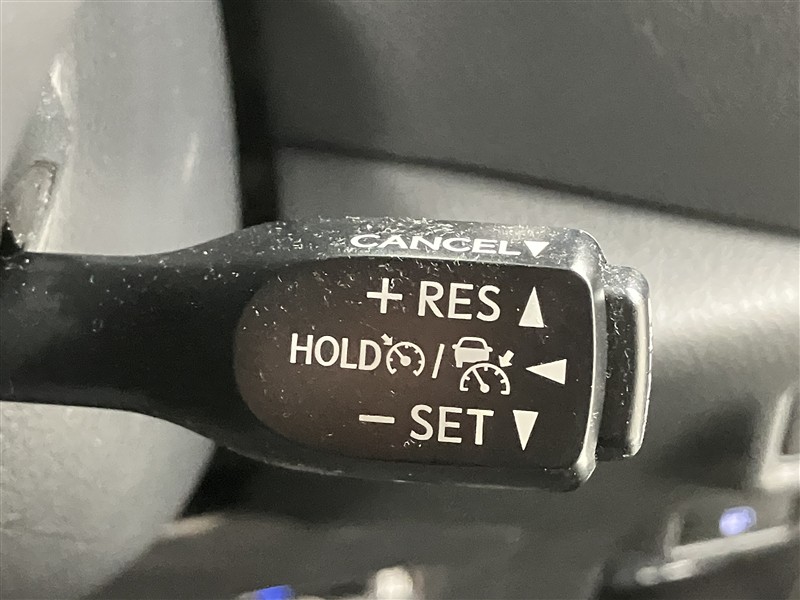 CANCEL▼
+ RES ▲
HOLD / ◀
− SET ▼